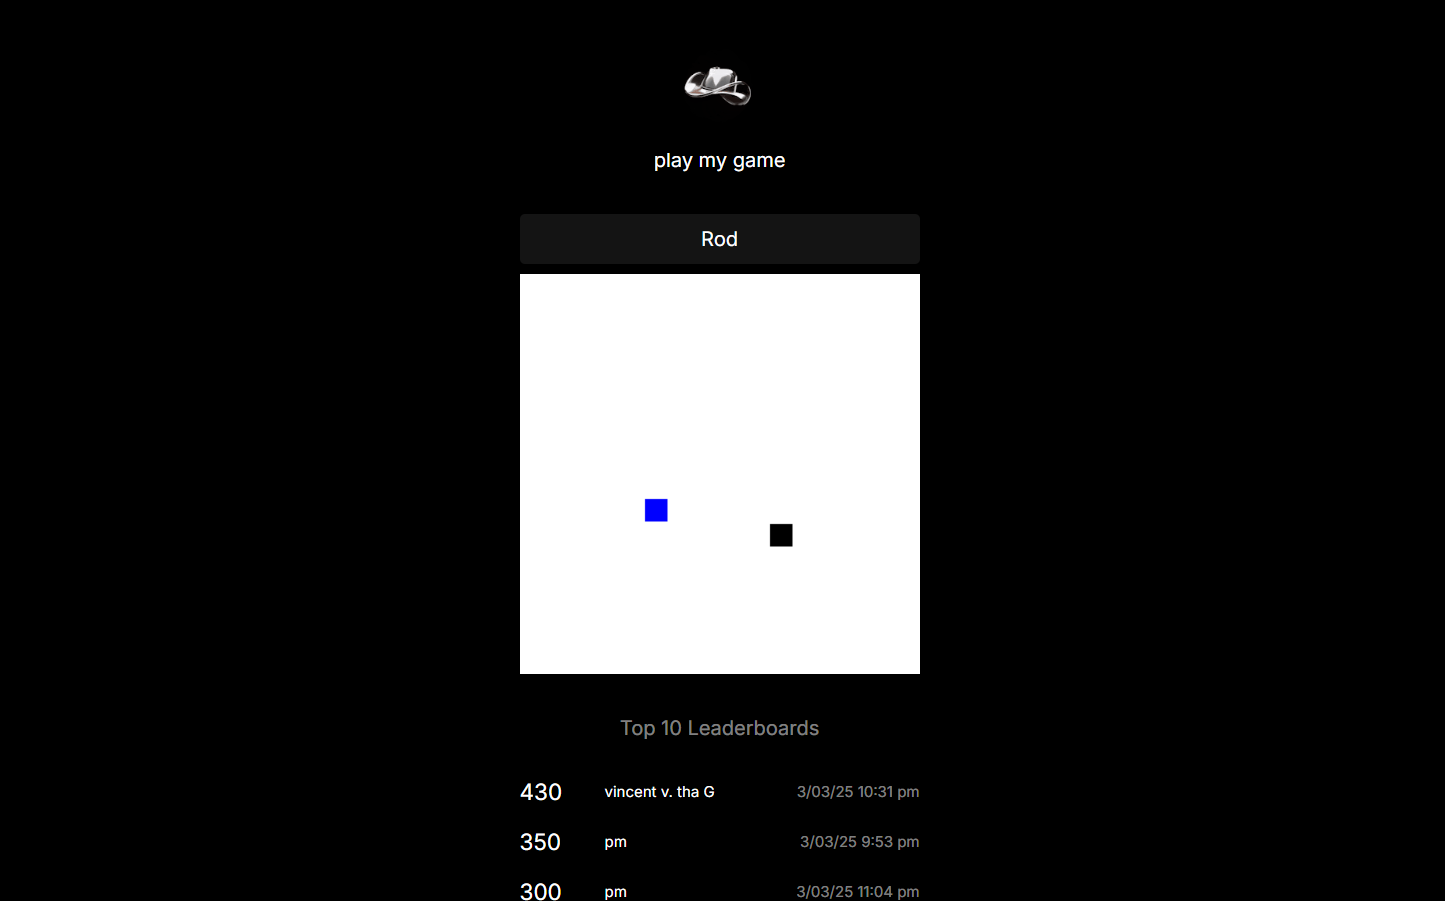 play my game
Rod
Top 10 Leaderboards
430 vincent v. tha G 3/03/25 10:31 pm
350 pm 3/03/25 9:53 pm
300 pm 3/03/25 11:04 pm